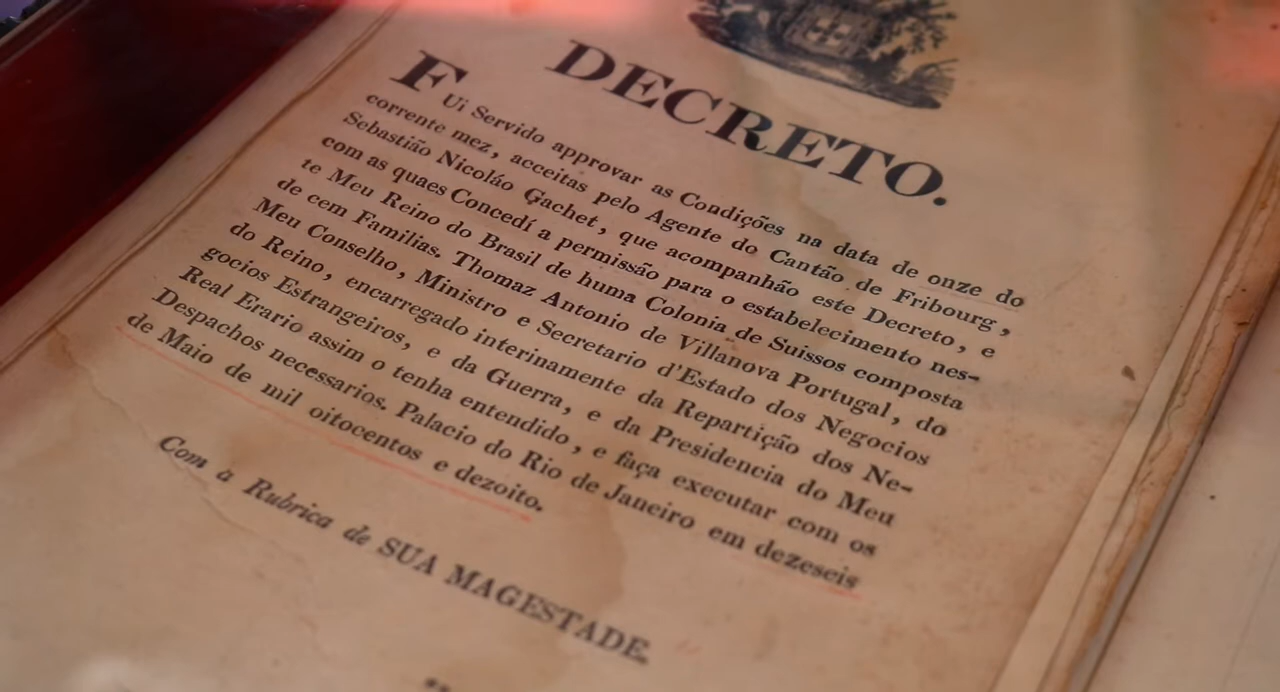 DECRETO.
FUi Servido approvar as Condições na data de onze do
corrente mez, acceitas pelo Agente do Cantão de Fribourg,
Sebastião Nicoláo Gachet, que acompanhão este Decreto, e
com as quaes Concedí a permissão para o estabelecimento nes-
te Meu Reino do Brasil de huma Colonia de Suissos composta
de cem Familias. Thomaz Antonio de Villanova Portugal, do
Meu Conselho, Ministro e Secretario d'Estado dos Negocios
do Reino, encarregado interinamente da Repartição dos Ne-
gocios Estrangeiros, e da Guerra, e da Presidencia do Meu
Real Erario assim o tenha entendido, e faça executar com os
Despachos necessarios. Palacio do Rio de Janeiro em dezeseis
de Maio de mil oitocentos e dezoito.
Com a Rubrica de SUA MAGESTADE.